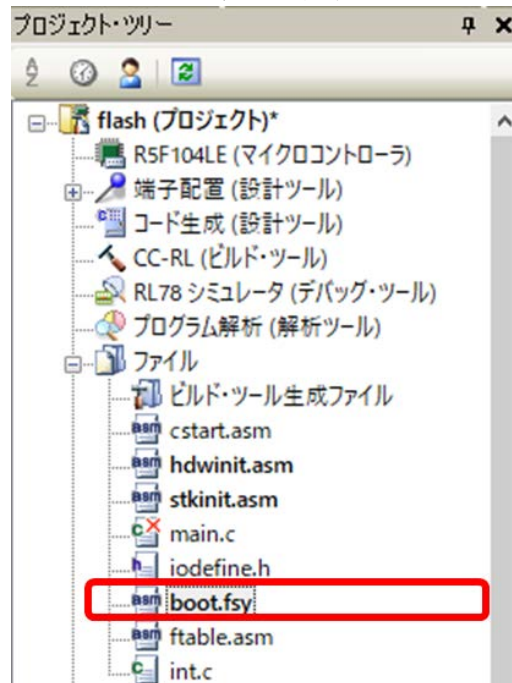 プロジェクト・ツリー
flash (プロジェクト)*
R5F104LE (マイクロコントローラ)
端子配置 (設計ツール)
コード生成 (設計ツール)
CC-RL (ビルド・ツール)
RL78 シミュレータ (デバッグ・ツール)
プログラム解析 (解析ツール)
ファイル
ビルド・ツール生成ファイル
asm cstart.asm
asm hdwinit.asm
asm stkinit.asm
c main.c
h iodefine.h
asm boot.fsy
asm ftable.asm
c int.c